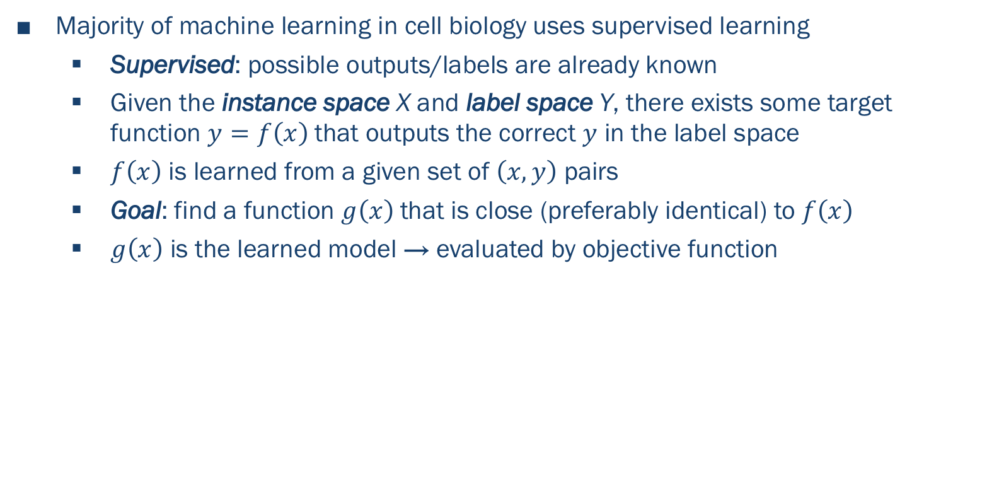 ▪ Majority of machine learning in cell biology uses supervised learning
▪ Supervised: possible outputs/labels are already known
▪ Given the instance space X and label space Y, there exists some target
function y = f(x) that outputs the correct y in the label space
▪ f(x) is learned from a given set of (x, y) pairs
▪ Goal: find a function g(x) that is close (preferably identical) to f(x)
▪ g(x) is the learned model → evaluated by objective function